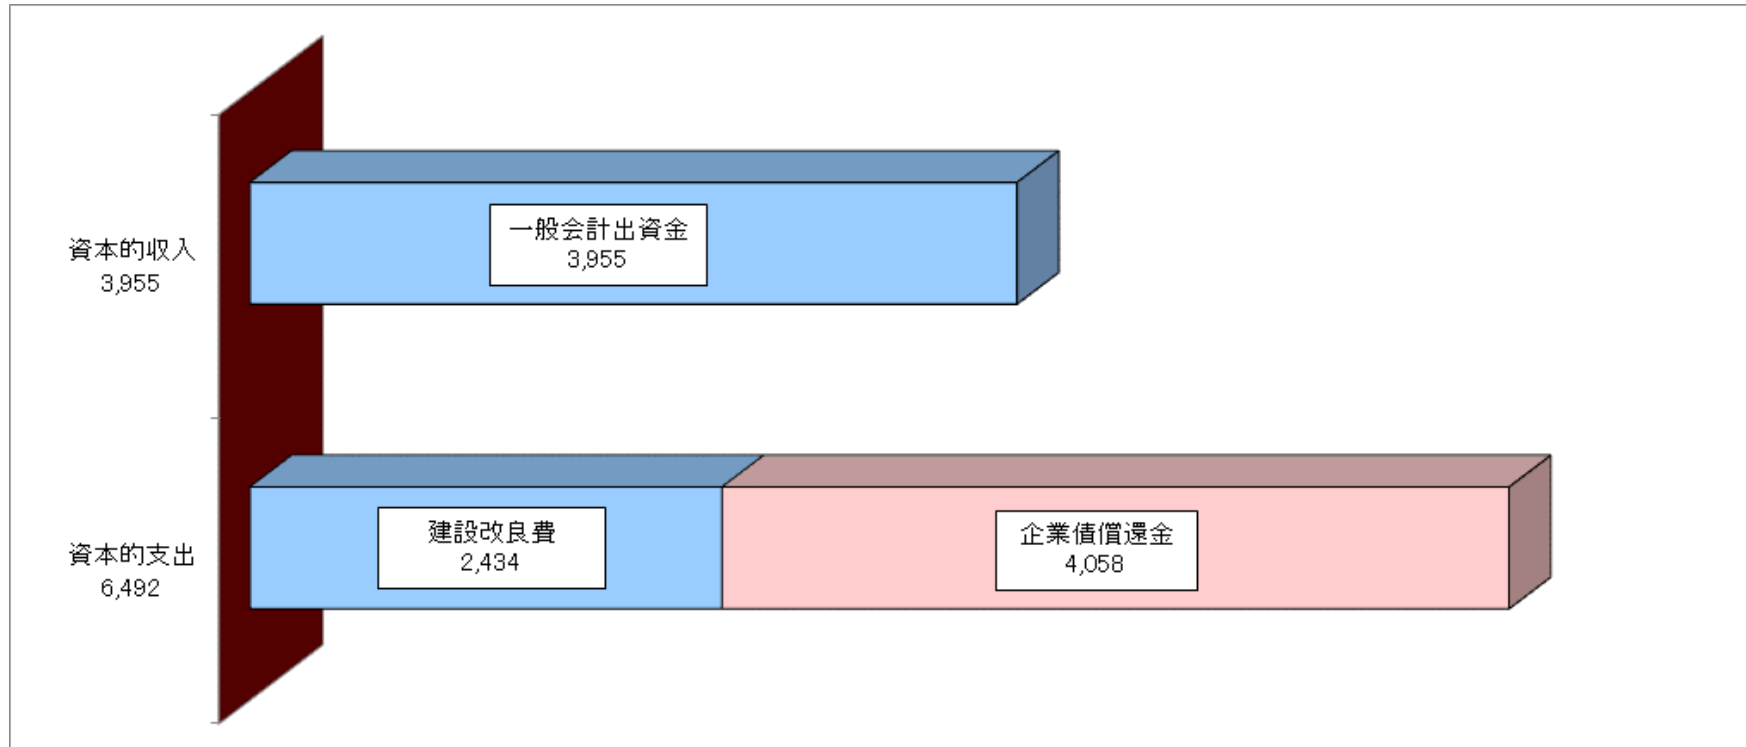 資本的収入
3,955
一般会計出資金
3,955
資本的支出
6,492
建設改良費
2,434
企業債償還金
4,058